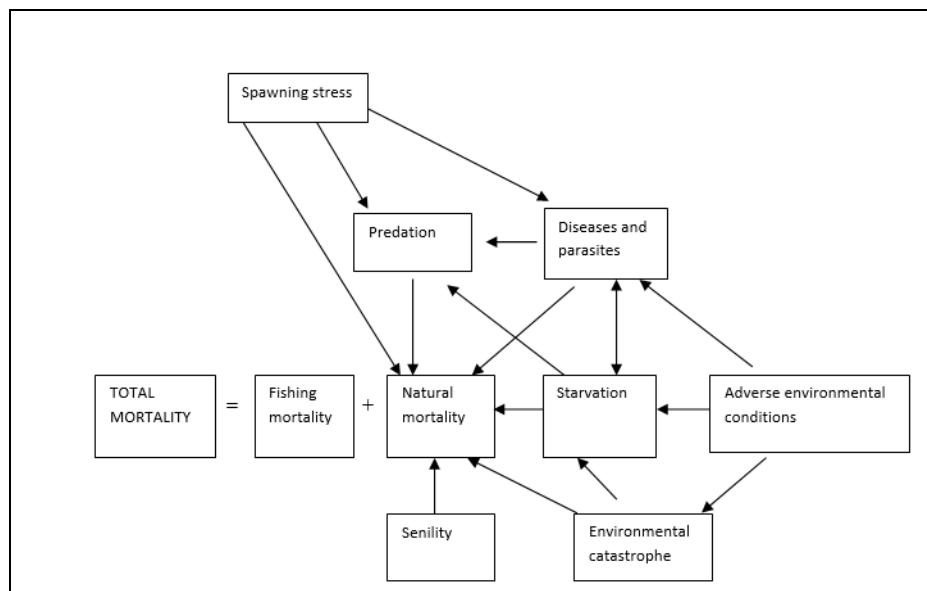 Spawning stress
Predation
Diseases and
parasites
TOTAL
MORTALITY
=
Fishing
mortality
+
Natural
mortality
Starvation
Adverse environmental
conditions
Senility
Environmental
catastrophe